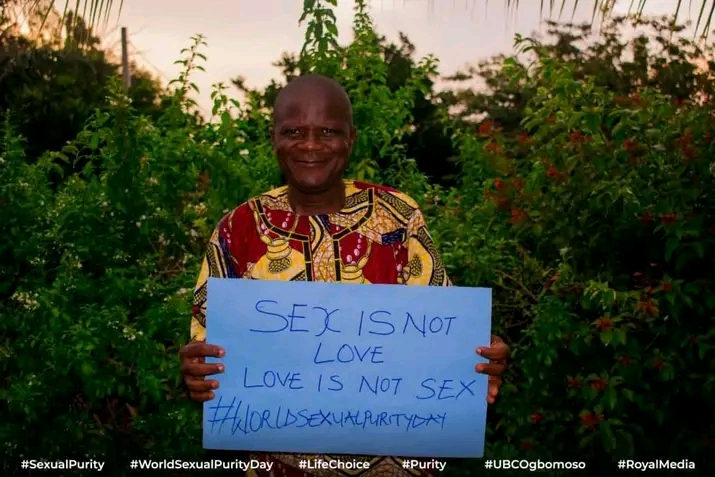 SEX IS NOT
LOVE
LOVE IS NOT SEX
#WORLDSEXUALPURITYDAY
#SexualPurity #WorldSexualPurityDay #LifeChoice #Purity #UBCOgbomoso #RoyalMedia